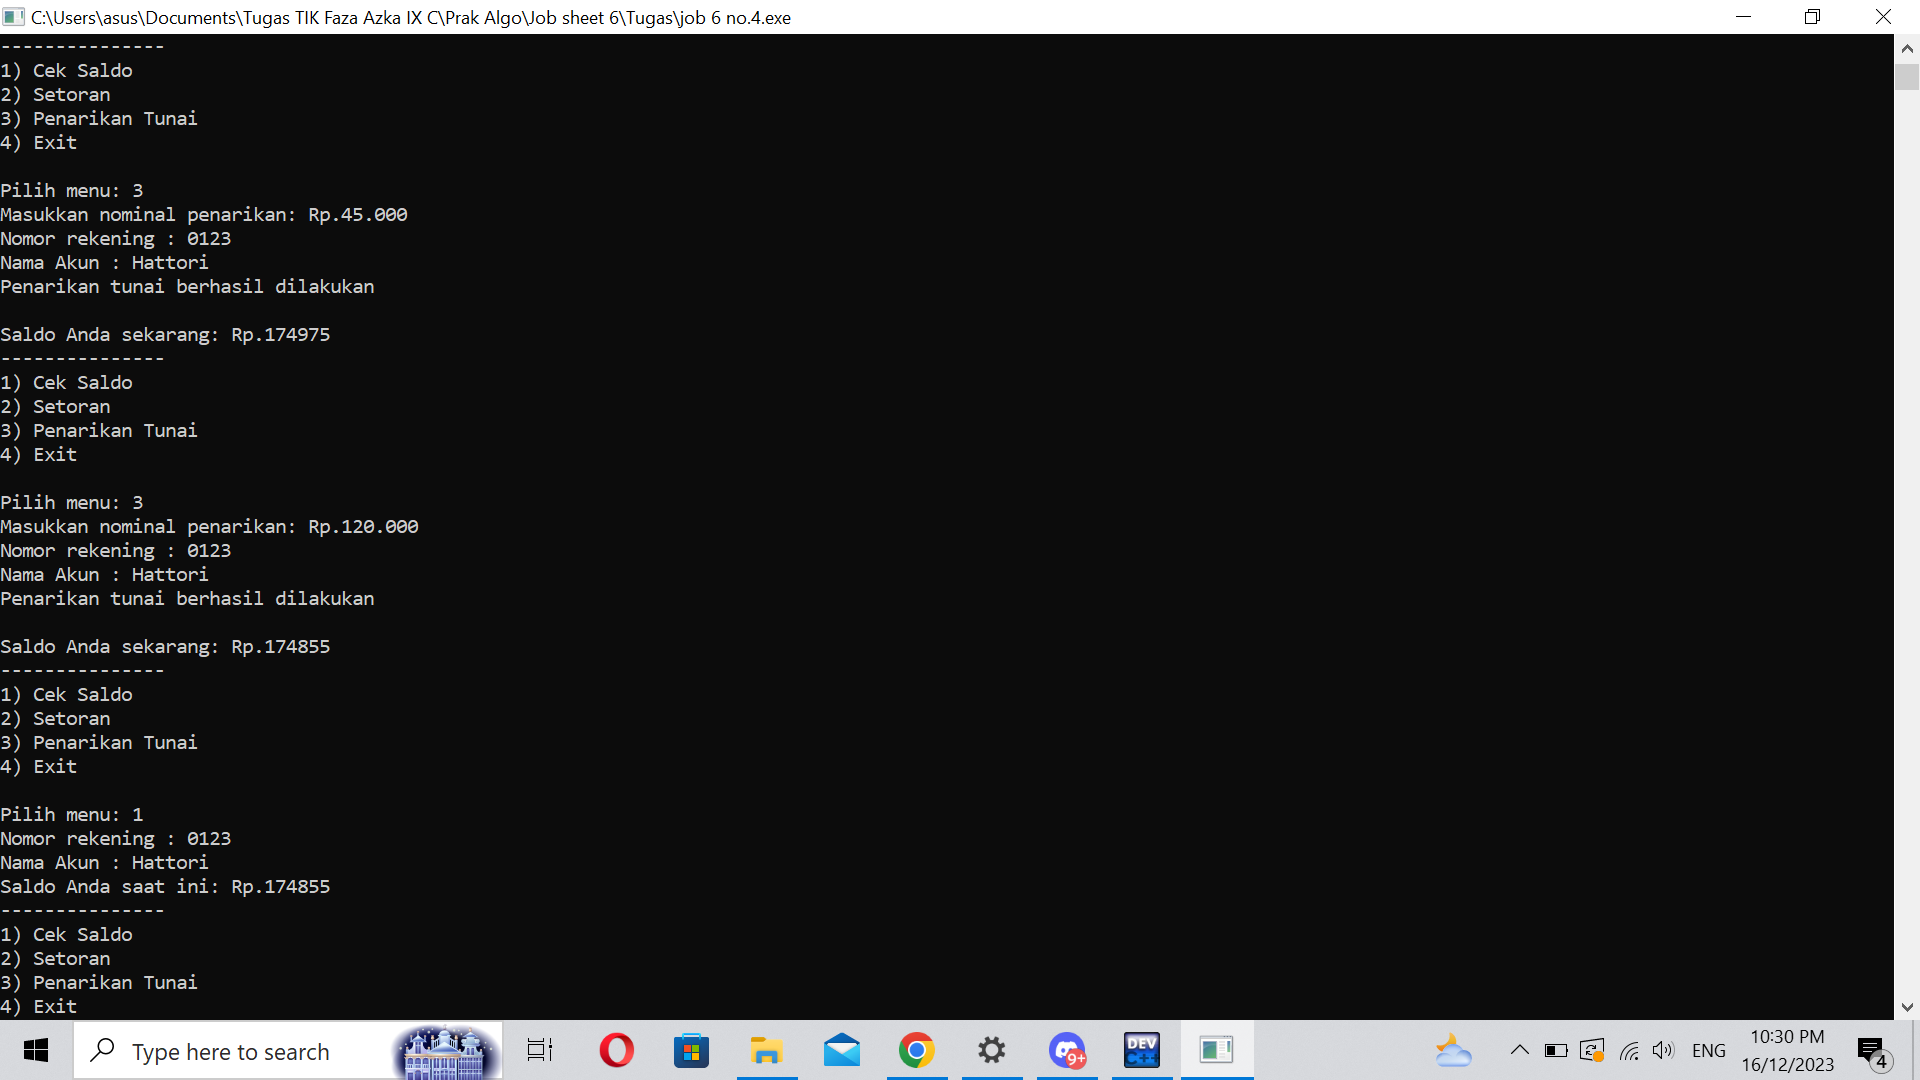 C:\Users\asus\Documents\Tugas TIK Faza Azka IX C\Prak Algo\Job sheet 6\Tugas\job 6 no.4.exe
---------------
1) Cek Saldo
2) Setoran
3) Penarikan Tunai
4) Exit
Pilih menu: 3
Masukkan nominal penarikan: Rp.45.000
Nomor rekening : 0123
Nama Akun : Hattori
Penarikan tunai berhasil dilakukan
Saldo Anda sekarang: Rp.174975
---------------
1) Cek Saldo
2) Setoran
3) Penarikan Tunai
4) Exit
Pilih menu: 3
Masukkan nominal penarikan: Rp.120.000
Nomor rekening : 0123
Nama Akun : Hattori
Penarikan tunai berhasil dilakukan
Saldo Anda sekarang: Rp.174855
---------------
1) Cek Saldo
2) Setoran
3) Penarikan Tunai
4) Exit
Pilih menu: 1
Nomor rekening : 0123
Nama Akun : Hattori
Saldo Anda saat ini: Rp.174855
---------------
1) Cek Saldo
2) Setoran
3) Penarikan Tunai
4) Exit
Type here to search
9+
DEV
C++
ENG
10:30 PM
16/12/2023
4